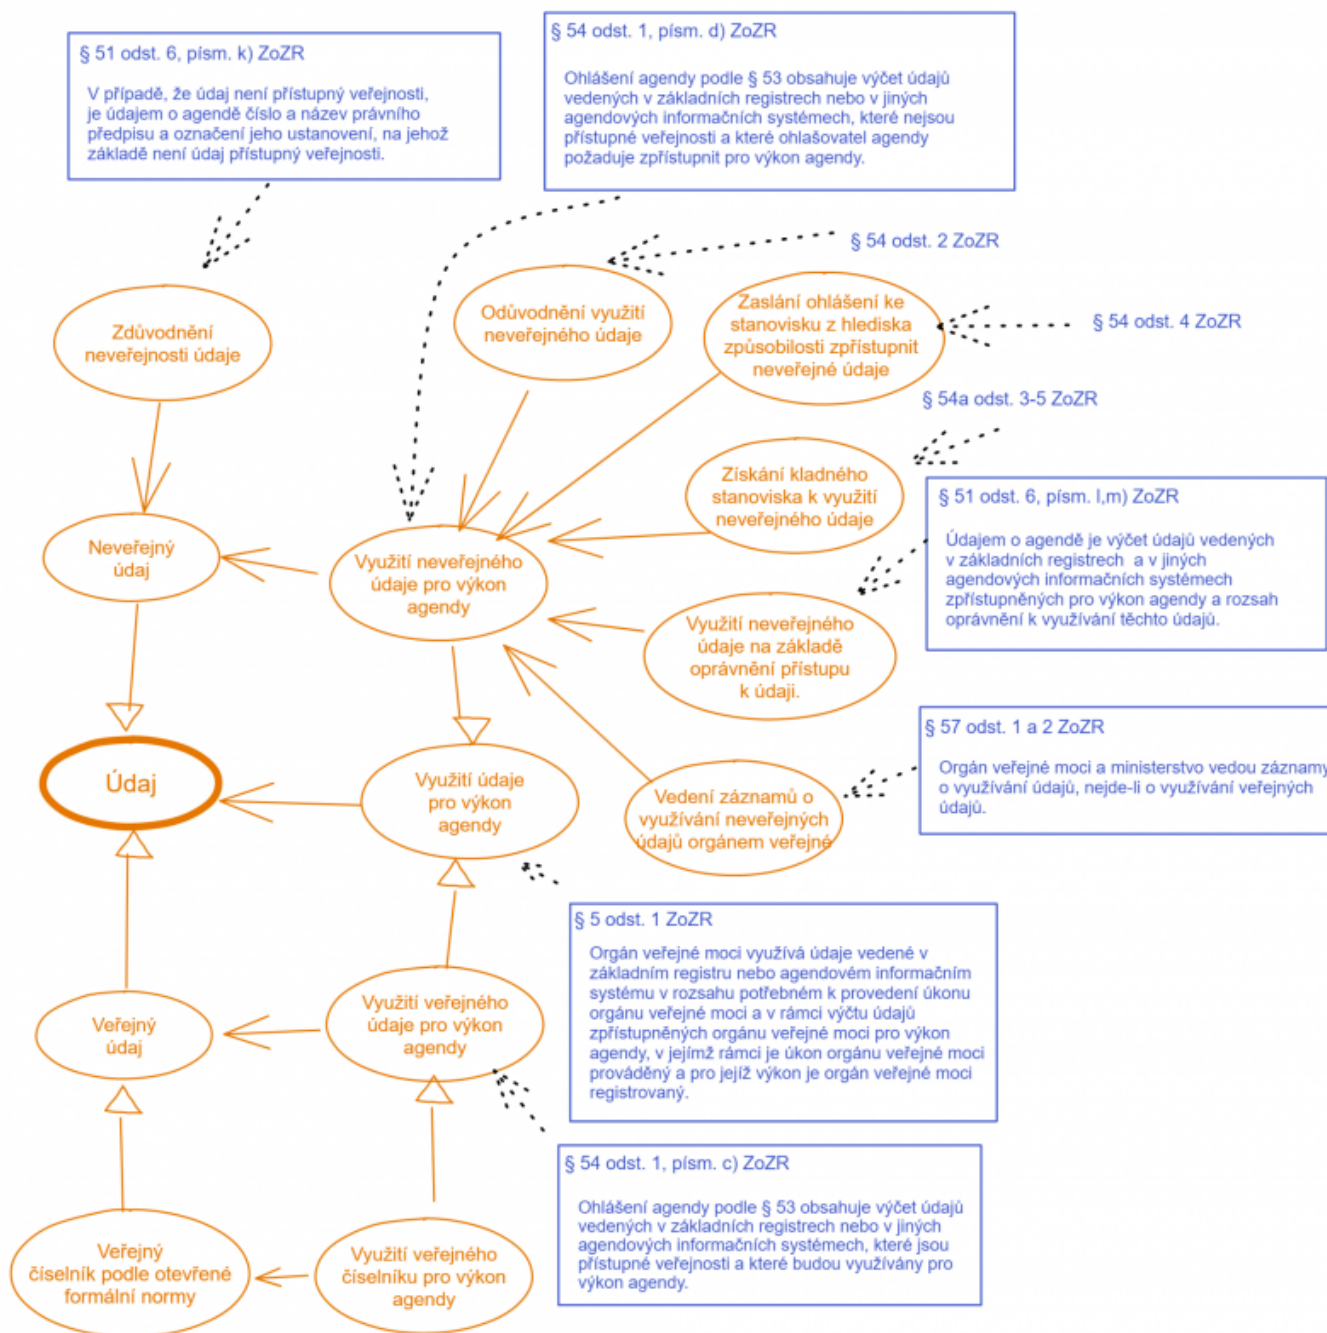 § 51 odst. 6, písm. k) ZoZR
V případě, že údaj není přístupný veřejnosti,
je údajem o agendě číslo a název právního
předpisu a označení jeho ustanovení, na jehož
základě není údaj přístupný veřejnosti.
§ 54 odst. 1, písm. d) ZoZR
Ohlášení agendy podle § 53 obsahuje výčet údajů
vedených v základních registrech nebo v jiných
agendových informačních systémech, které nejsou
přístupné veřejnosti a které ohlašovatel agendy
požaduje zpřístupnit pro výkon agendy.
§ 54 odst. 2 ZoZR
Zdůvodnění
neveřejnosti údaje
Odůvodnění využití
neveřejného údaje
Zaslání ohlášení ke
stanovisku z hlediska
způsobilosti zpřístupnit
neveřejné údaje
§ 54 odst. 4 ZoZR
§ 54a odst. 3-5 ZoZR
Získání kladného
stanoviska k využití
neveřejného údaje
§ 51 odst. 6, písm. l,m) ZoZR
Údajem o agendě je výčet údajů vedených
v základních registrech a v jiných
agendových informačních systémech
zpřístupněných pro výkon agendy a rozsah
oprávnění k využívání těchto údajů.
Neveřejný
údaj
Využití neveřejného
údaje pro výkon
agendy
Využití neveřejného
údaje na základě
oprávnění přístupu
k údaji.
§ 57 odst. 1 a 2 ZoZR
Orgán veřejné moci a ministerstvo vedou záznamy
o využívání údajů, nejde-li o využívání veřejných
údajů.
Údaj
Využití údaje
pro výkon
agendy
Vedení záznamů o
využívání neveřejných
údajů orgánem veřejné
§ 5 odst. 1 ZoZR
Orgán veřejné moci využívá údaje vedené v
základním registru nebo agendovém informačním
systému v rozsahu potřebném k provedení úkonu
orgánu veřejné moci a v rámci výčtu údajů
zpřístupněných orgánu veřejné moci pro výkon
agendy, v jejímž rámci je úkon orgánu veřejné moci
prováděný a pro jejíž výkon je orgán veřejné moci
registrovaný.
Veřejný
údaj
Využití veřejného
údaje pro výkon
agendy
§ 54 odst. 1, písm. c) ZoZR
Ohlášení agendy podle § 53 obsahuje výčet údajů
vedených v základních registrech nebo v jiných
agendových informačních systémech, které jsou
přístupné veřejnosti a které budou využívány pro
výkon agendy.
Veřejný
číselník podle otevřené
formální normy
Využití veřejného
číselníku pro výkon
agendy